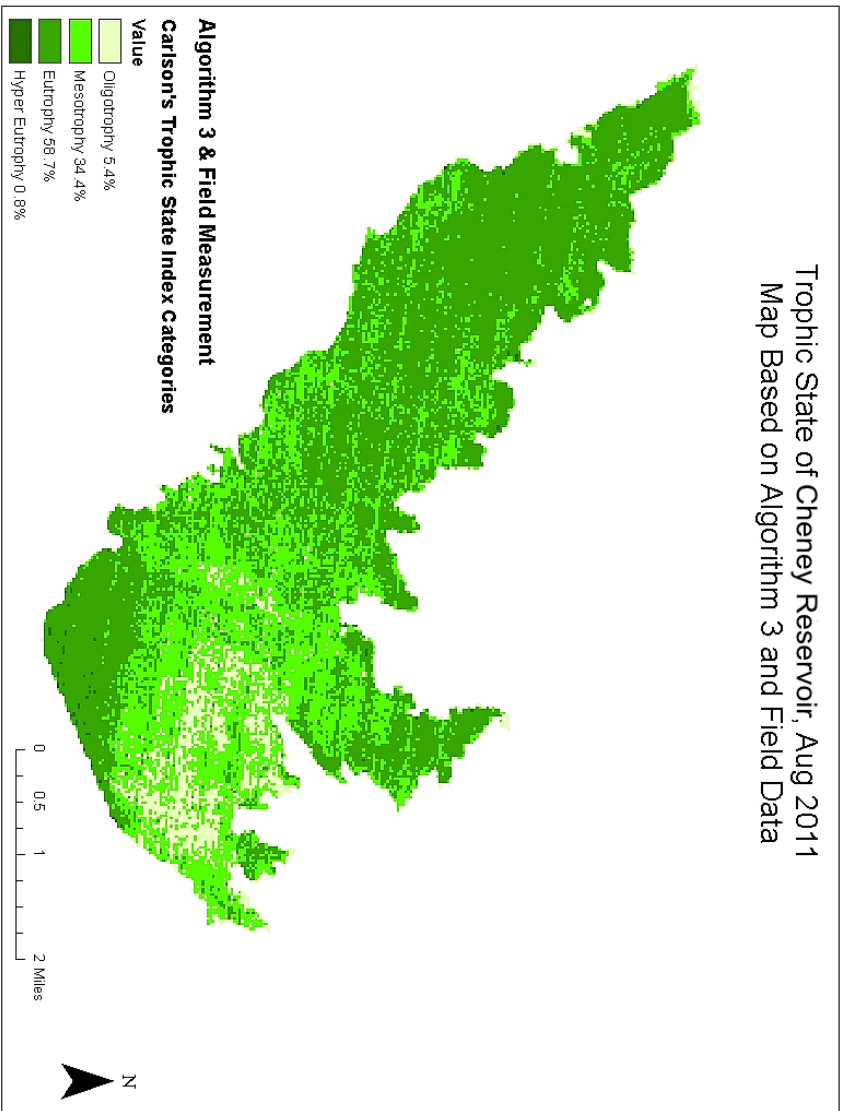 Trophic State of Cheney Reservoir, Aug 2011
Map Based on Algorithm 3 and Field Data
Algorithm 3 & Field Measurement
Carlson's Trophic State Index Categories
Value
Oligotrophy 5.4%
Mesotrophy 34.4%
Eutrophy 58.7%
Hyper Eutrophy 0.8%
0 0.5 1 2 Miles
N